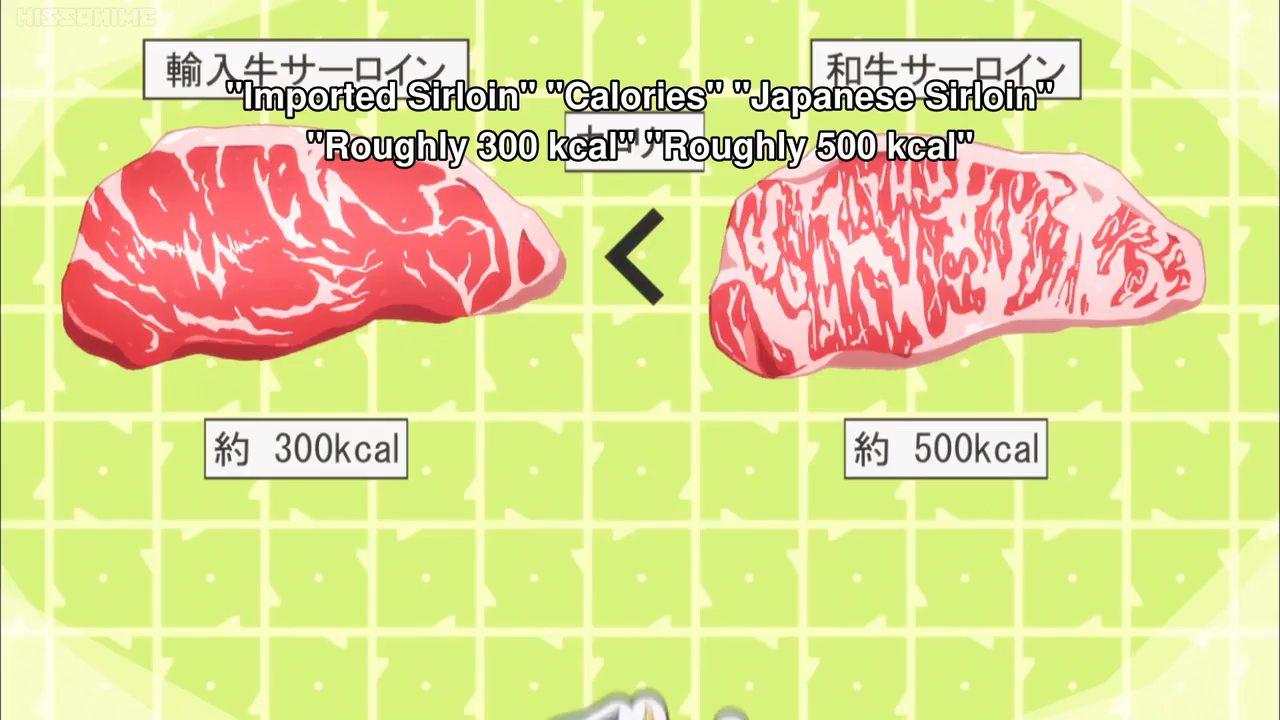 KISSANIME
輸入牛サーロイン
和牛サーロイン
"Imported Sirloin" "Calories" "Japanese Sirloin"
"Roughly 300 kcal" "Roughly 500 kcal"
<
約 300kcal
約 500kcal